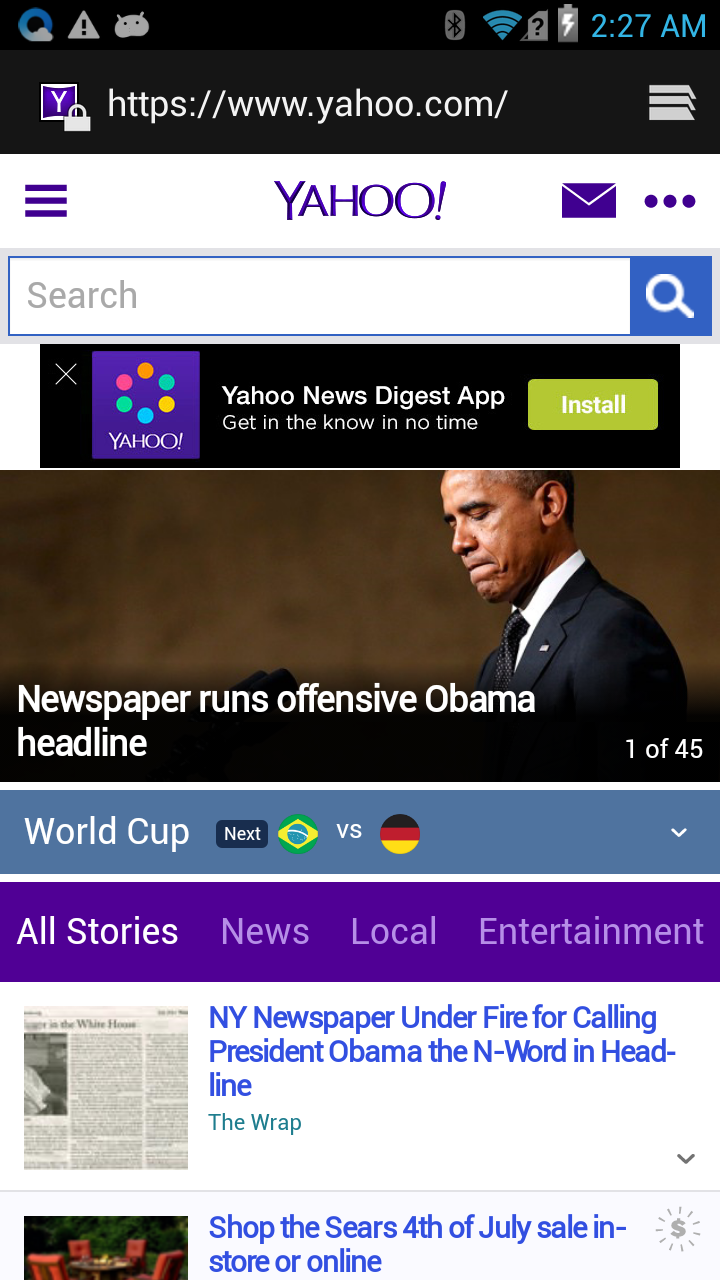 2:27 AM
Y
https://www.yahoo.com/
YAHOO!
Search
YAHOO!
Yahoo News Digest App
Get in the know in no time
Install
Newspaper runs offensive Obama
headline
1 of 45
World Cup
Next
vs
All Stories
News
Local
Entertainment
in the White House
NY Newspaper Under Fire for Calling
President Obama the N-Word in Head-
line
The Wrap
Shop the Sears 4th of July sale in-
store or online
$